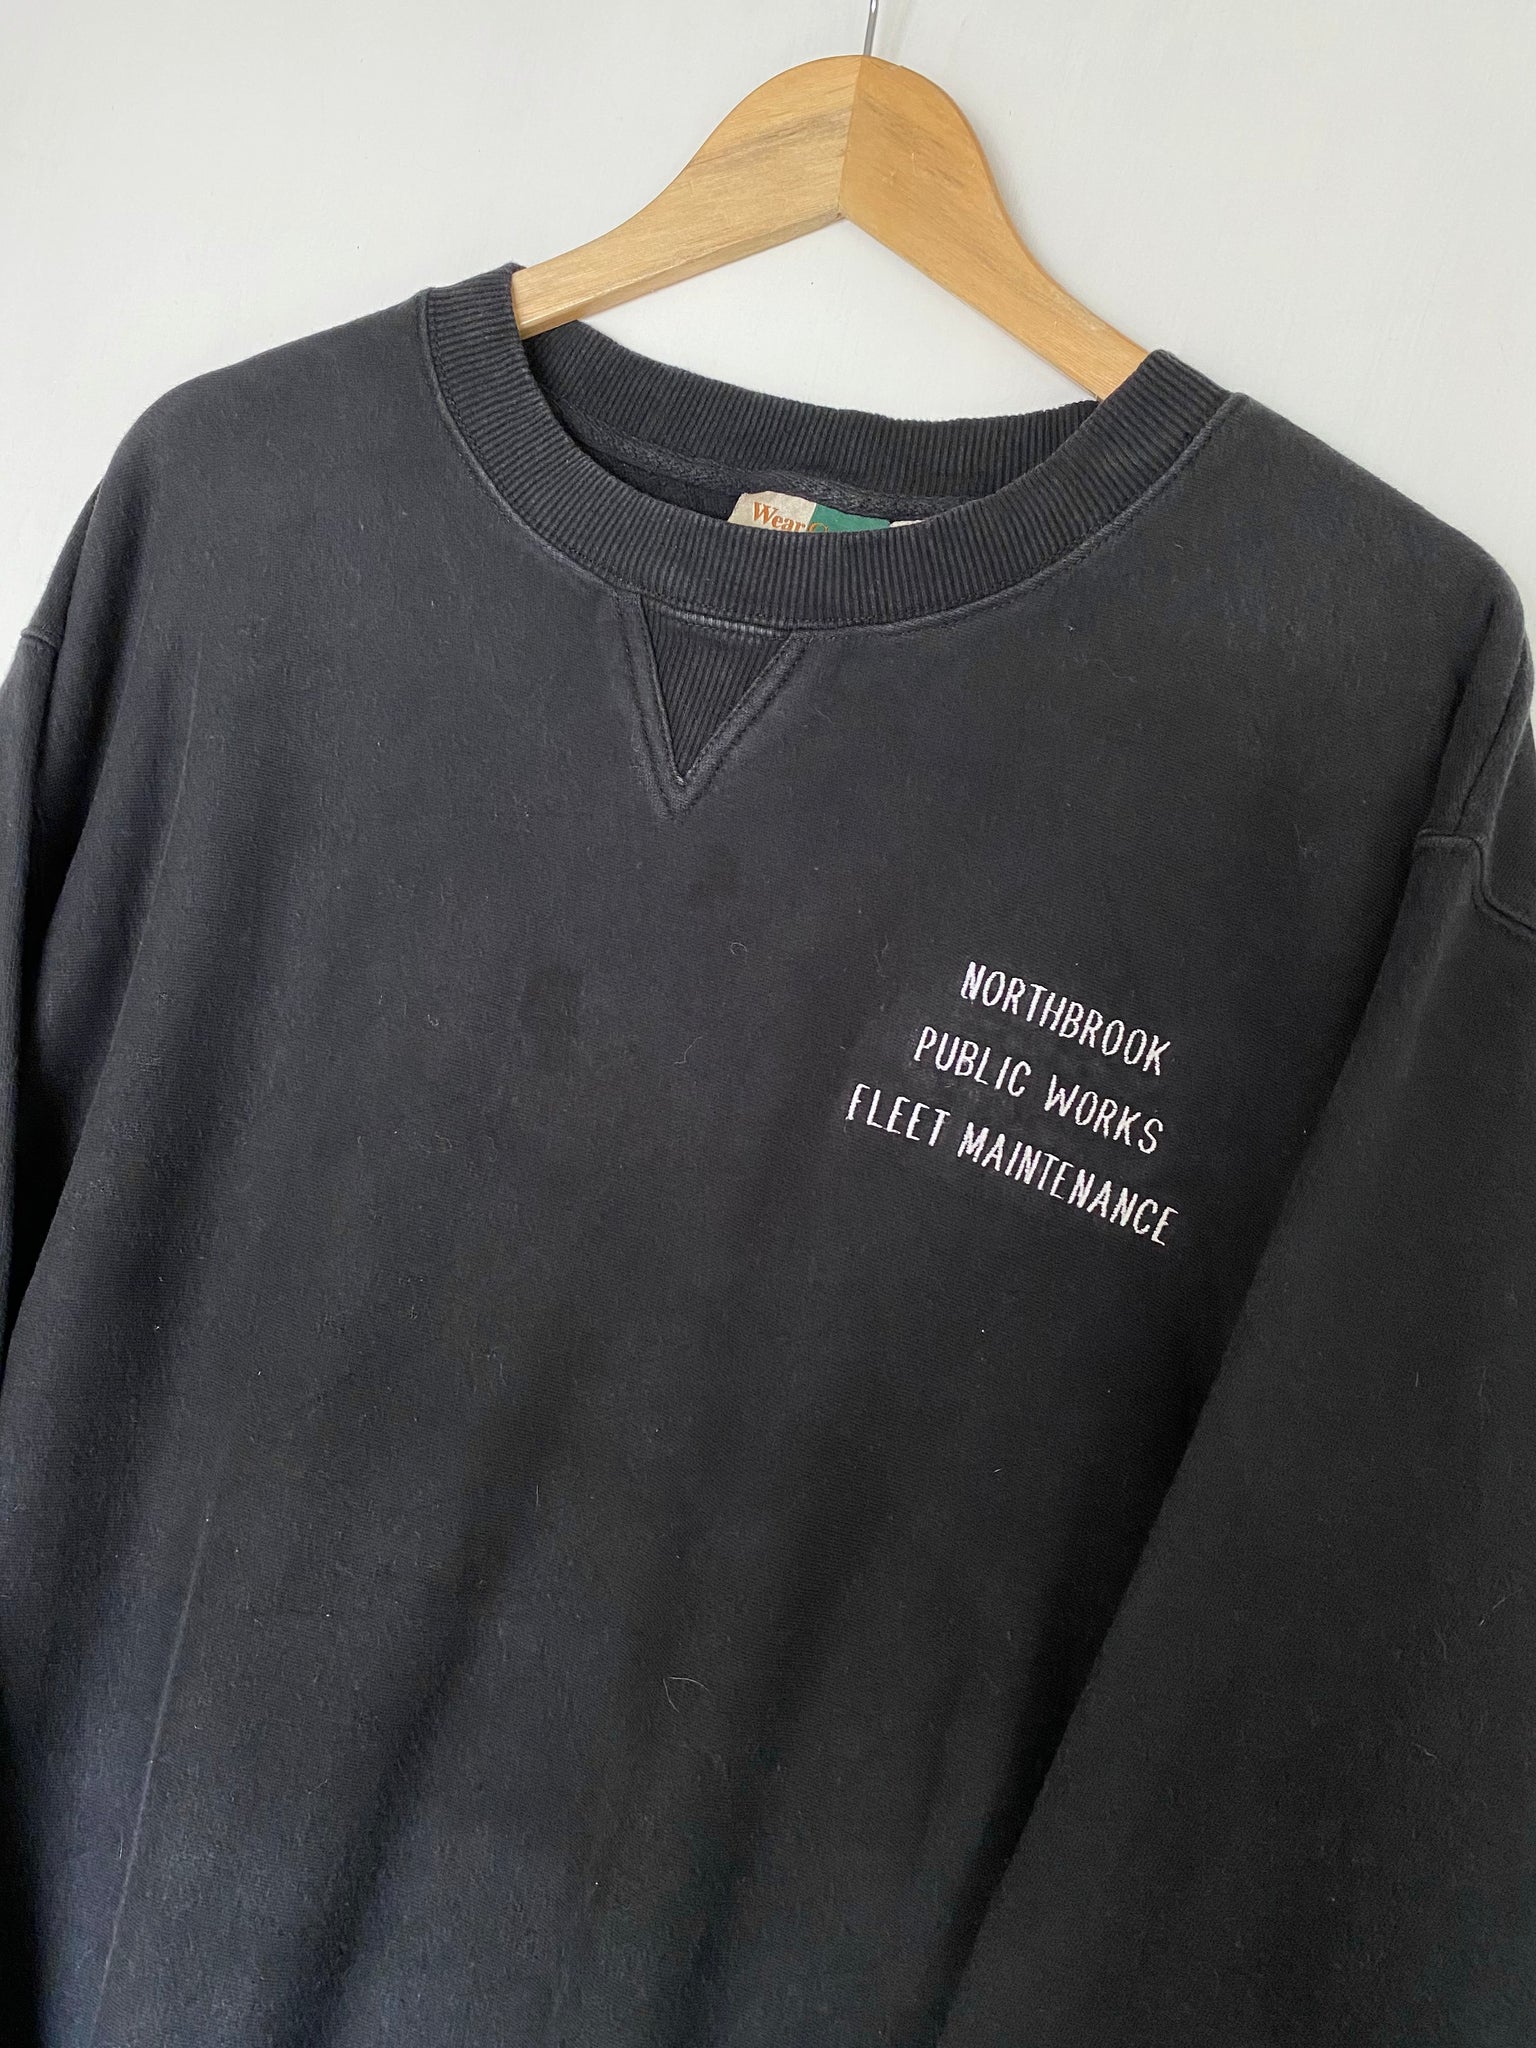 Wear
NORTHBROOK
PUBLIC WORKS
FLEET MAINTENANCE